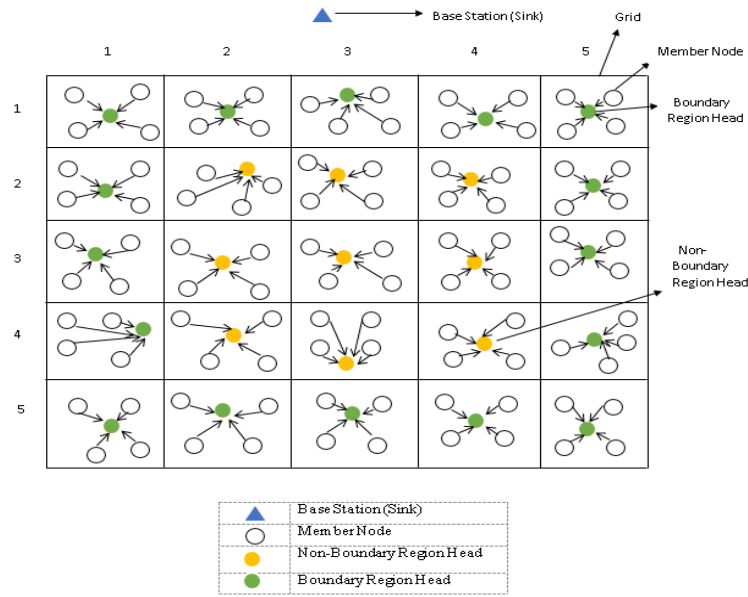 Base Station (Sink)
Grid
1 2 3 4 5
Member Node
Boundary
Region Head
1
2
3
Non-
Boundary
Region Head
4
5
Base Station (Sink)
Member Node
Non-Boundary Region Head
Boundary Region Head